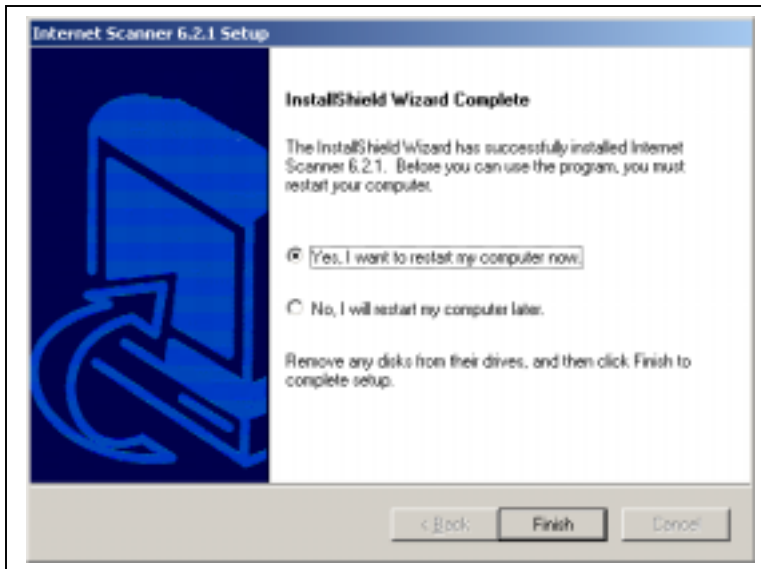 Internet Scanner 6.2.1 Setup
InstallShield Wizard Complete
The InstallShield Wizard has successfully installed Internet
Scanner 6.2.1. Before you can use the program, you must
restart your computer.
Yes, I want to restart my computer now.
No, I will restart my computer later.
Remove any disks from their drives, and then click Finish to
complete setup.
< Back
Finish
Cancel